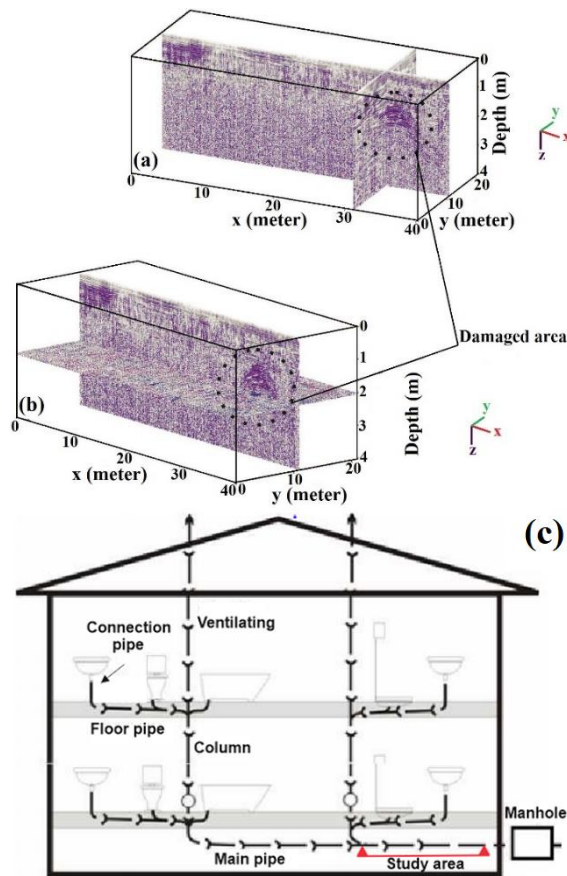 0
1
2
3
4
Depth (m)
(a)
0
10
20
30
40
x (meter)
0
10
20
y (meter)
y
x
z
Damaged area
0
1
2
3
4
Depth (m)
(b)
0
10
20
30
40
x (meter)
0
10
20
y (meter)
y
x
z
(c)
Ventilating
Connection
pipe
Floor pipe
Column
Manhole
Main pipe
Study area